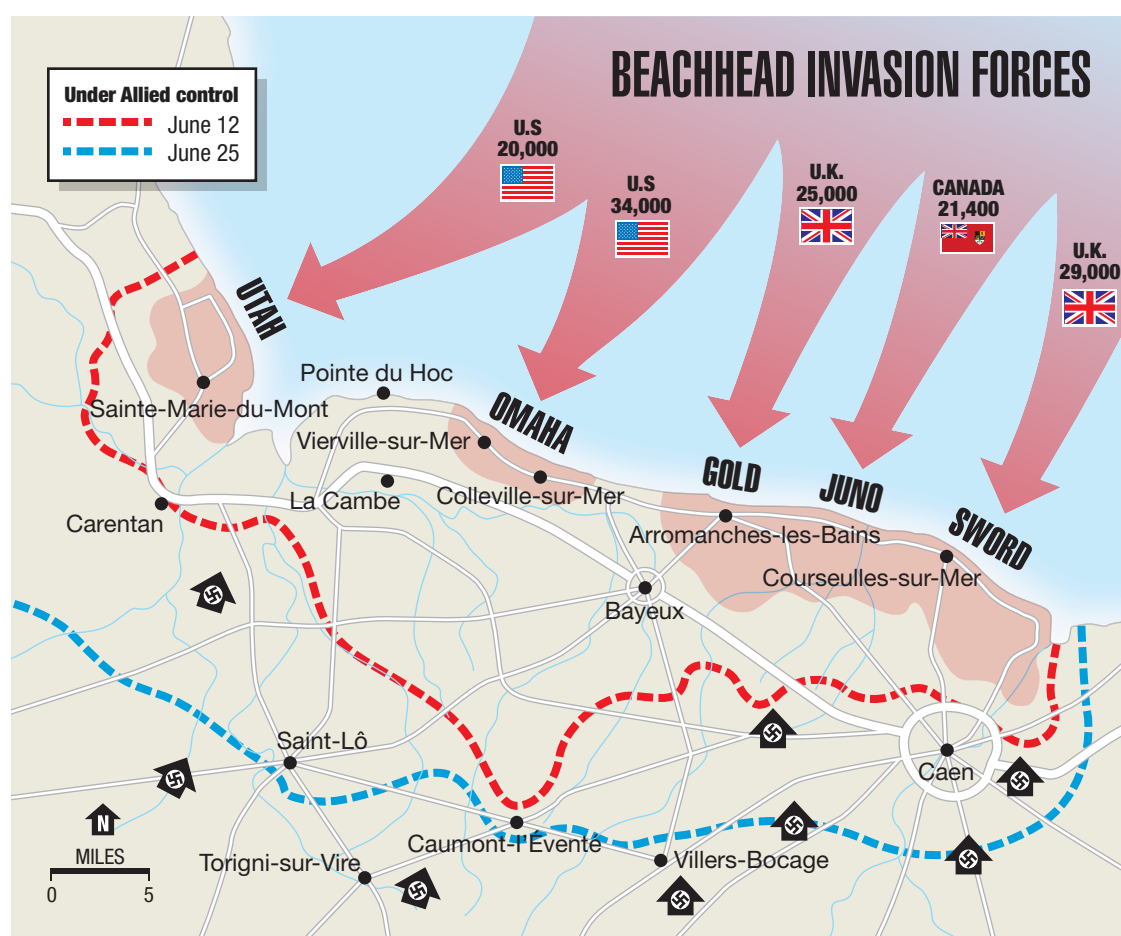 BEACHHEAD INVASION FORCES
Under Allied control
June 12
June 25
U.S
20,000
U.S
34,000
U.K.
25,000
CANADA
21,400
U.K.
29,000
UTAH
OMAHA
GOLD
JUNO
SWORD
Pointe du Hoc
Sainte-Marie-du-Mont
Vierville-sur-Mer
La Cambe
Colleville-sur-Mer
Carentan
Arromanches-les-Bains
Courseulles-sur-Mer
Bayeux
Saint-Lô
Caen
N
MILES
0 5
Caumont-l'Évente
Torigni-sur-Vire
Villers-Bocage